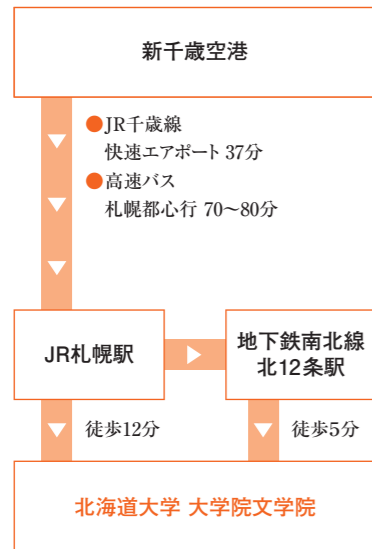 新千歳空港
●JR千歳線
快速エアポート 37分
●高速バス
札幌都心行 70〜80分
JR札幌駅
地下鉄南北線
北12条駅
徒歩12分
徒歩5分
北海道大学 大学院文学院